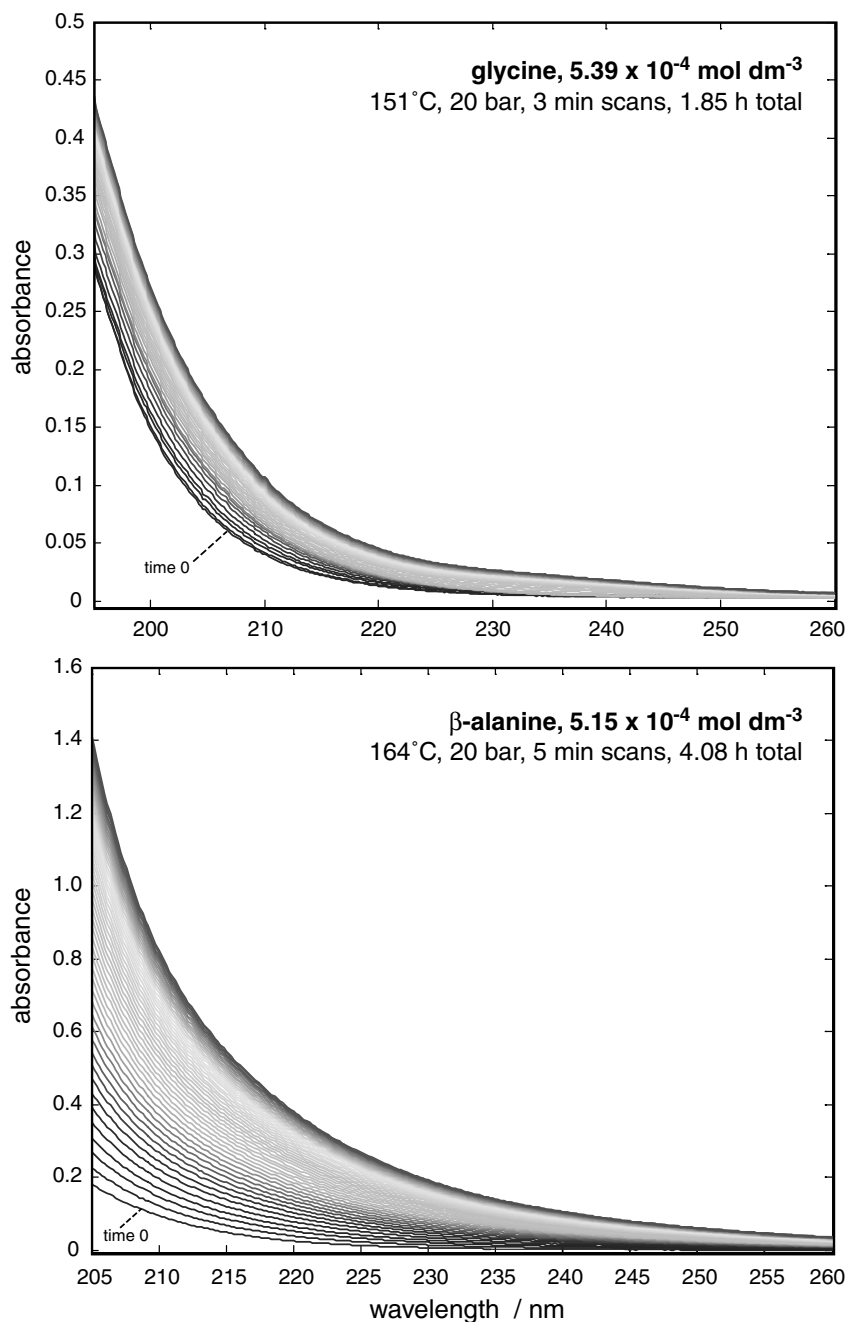 glycine, 5.39 x 10⁻⁴ mol dm⁻³
151˚C, 20 bar, 3 min scans, 1.85 h total
0.5
0.45
0.4
0.35
0.3
0.25
0.2
0.15
0.1
0.05
0
absorbance
time 0
200 210 220 230 240 250 260
β-alanine, 5.15 x 10⁻⁴ mol dm⁻³
164˚C, 20 bar, 5 min scans, 4.08 h total
1.6
1.4
1.2
1.0
0.8
0.6
0.4
0.2
0
absorbance
time 0
205 210 215 220 225 230 235 240 245 250 255 260
wavelength / nm